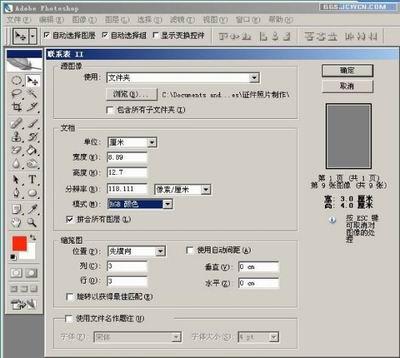 Adobe Photoshop
文件(F) 编辑(E) 图像(I) 图层(L) 选择(S) 滤镜(T) 视图(V) 窗口(W) 帮助(H)
BBS.JCWCN.COM
自动选择图层 自动选择组 显示变换控件
联系表 II
源图像
使用: 文件夹
浏览(B)... C:\Documents and...es\证件照片制作\
包含所有子文件夹(I)
文档
单位: 厘米
宽度(W): 8.89
高度(H): 12.7
分辨率(R): 118.111 像素/厘米
模式(M): RGB 颜色
拼合所有图层(L)
缩览图
位置(P): 先横向 使用自动间距(A)
列(C): 3 垂直(V): 0 cm
行(O): 3 水平(Z): 0 cm
旋转以获得最佳匹配(B)
使用文件名作题注(U)
字体(F): 宋体 字体大小(S): 4 pt
确定
取消
第 1 页 (共 1 页)
第 9 张图像 (共 9 张)
宽: 3.0 厘米
高: 4.0 厘米
按 ESC 键
可取消对
图像的处
理